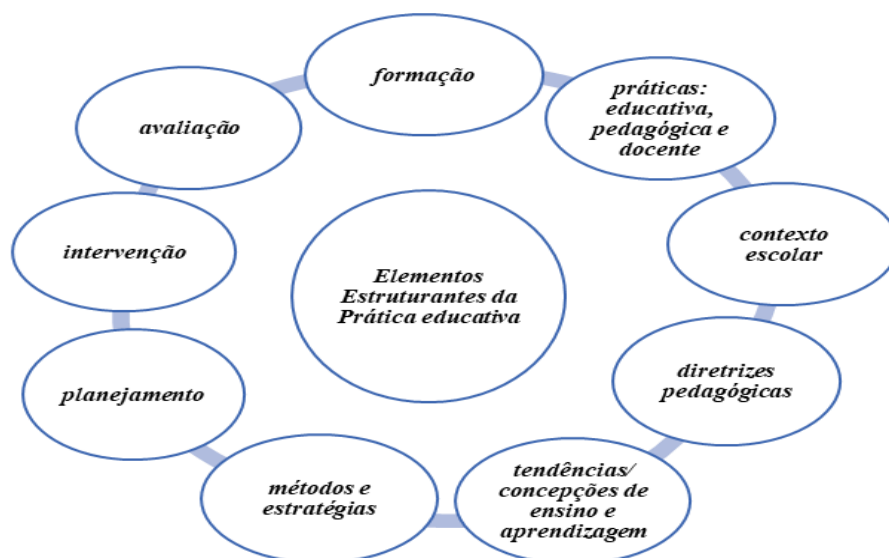 formação
práticas:
educativa,
pedagógica e
docente
contexto
escolar
diretrizes
pedagógicas
tendências/
concepções de
ensino e
aprendizagem
métodos e
estratégias
planejamento
intervenção
avaliação
Elementos
Estruturantes da
Prática educativa